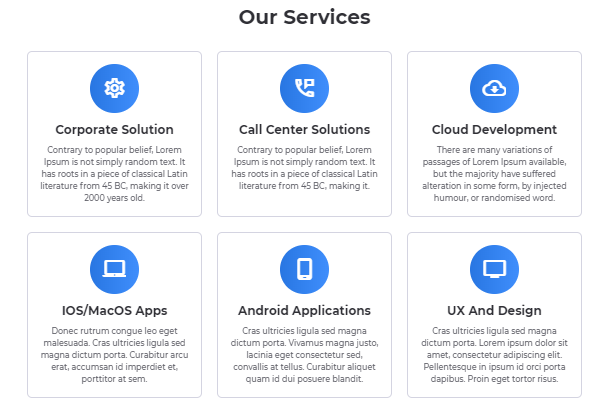 Our Services
Corporate Solution
Contrary to popular belief, Lorem
Ipsum is not simply random text. It
has roots in a piece of classical Latin
literature from 45 BC, making it over
2000 years old.
Call Center Solutions
Contrary to popular belief, Lorem
Ipsum is not simply random text. It
has roots in a piece of classical Latin
literature from 45 BC, making it.
Cloud Development
There are many variations of
passages of Lorem Ipsum available,
but the majority have suffered
alteration in some form, by injected
humour, or randomised word.
IOS/MacOS Apps
Donec rutrum congue leo eget
malesuada. Cras ultricies ligula sed
magna dictum porta. Curabitur arcu
erat, accumsan id imperdiet et,
porttitor at sem.
Android Applications
Cras ultricies ligula sed magna
dictum porta. Vivamus magna justo,
lacinia eget consectetur sed,
convallis at tellus. Curabitur aliquet
quam id dui posuere blandit.
UX And Design
Cras ultricies ligula sed magna
dictum porta. Lorem ipsum dolor sit
amet, consectetur adipiscing elit.
Pellentesque in ipsum id orci porta
dapibus. Proin eget tortor risus.